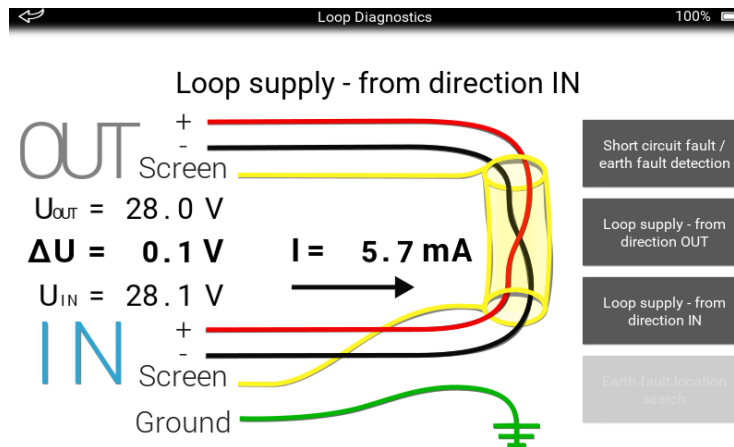 Loop Diagnostics
100%
Loop supply - from direction IN
OUT
+
-
Screen
UOUT = 28.0 V
ΔU = 0.1 V
I = 5.7 mA
UIN = 28.1 V
IN
+
-
Screen
Ground
Short circuit fault /
earth fault detection
Loop supply - from
direction OUT
Loop supply - from
direction IN
Earth fault location
search